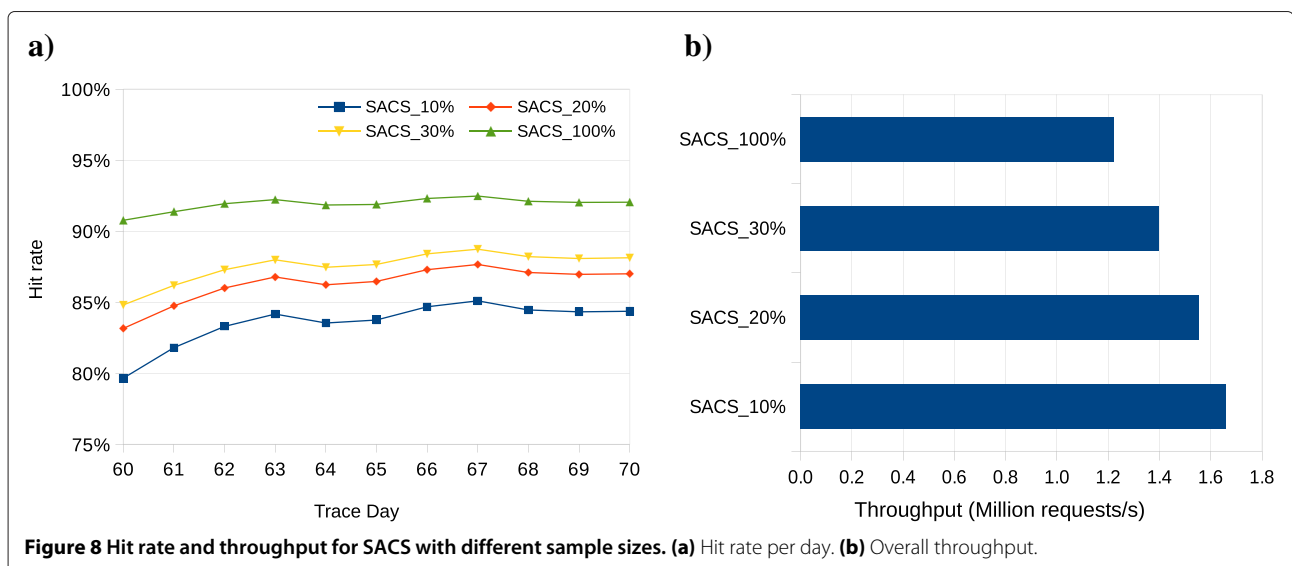 a)
100%
95%
90%
85%
80%
75%
Hit rate
SACS_10%
SACS_20%
SACS_30%
SACS_100%
60 61 62 63 64 65 66 67 68 69 70
Trace Day
b)
SACS_100%
SACS_30%
SACS_20%
SACS_10%
0.0 0.2 0.4 0.6 0.8 1.0 1.2 1.4 1.6 1.8
Throughput (Million requests/s)
Figure 8 Hit rate and throughput for SACS with different sample sizes. (a) Hit rate per day. (b) Overall throughput.